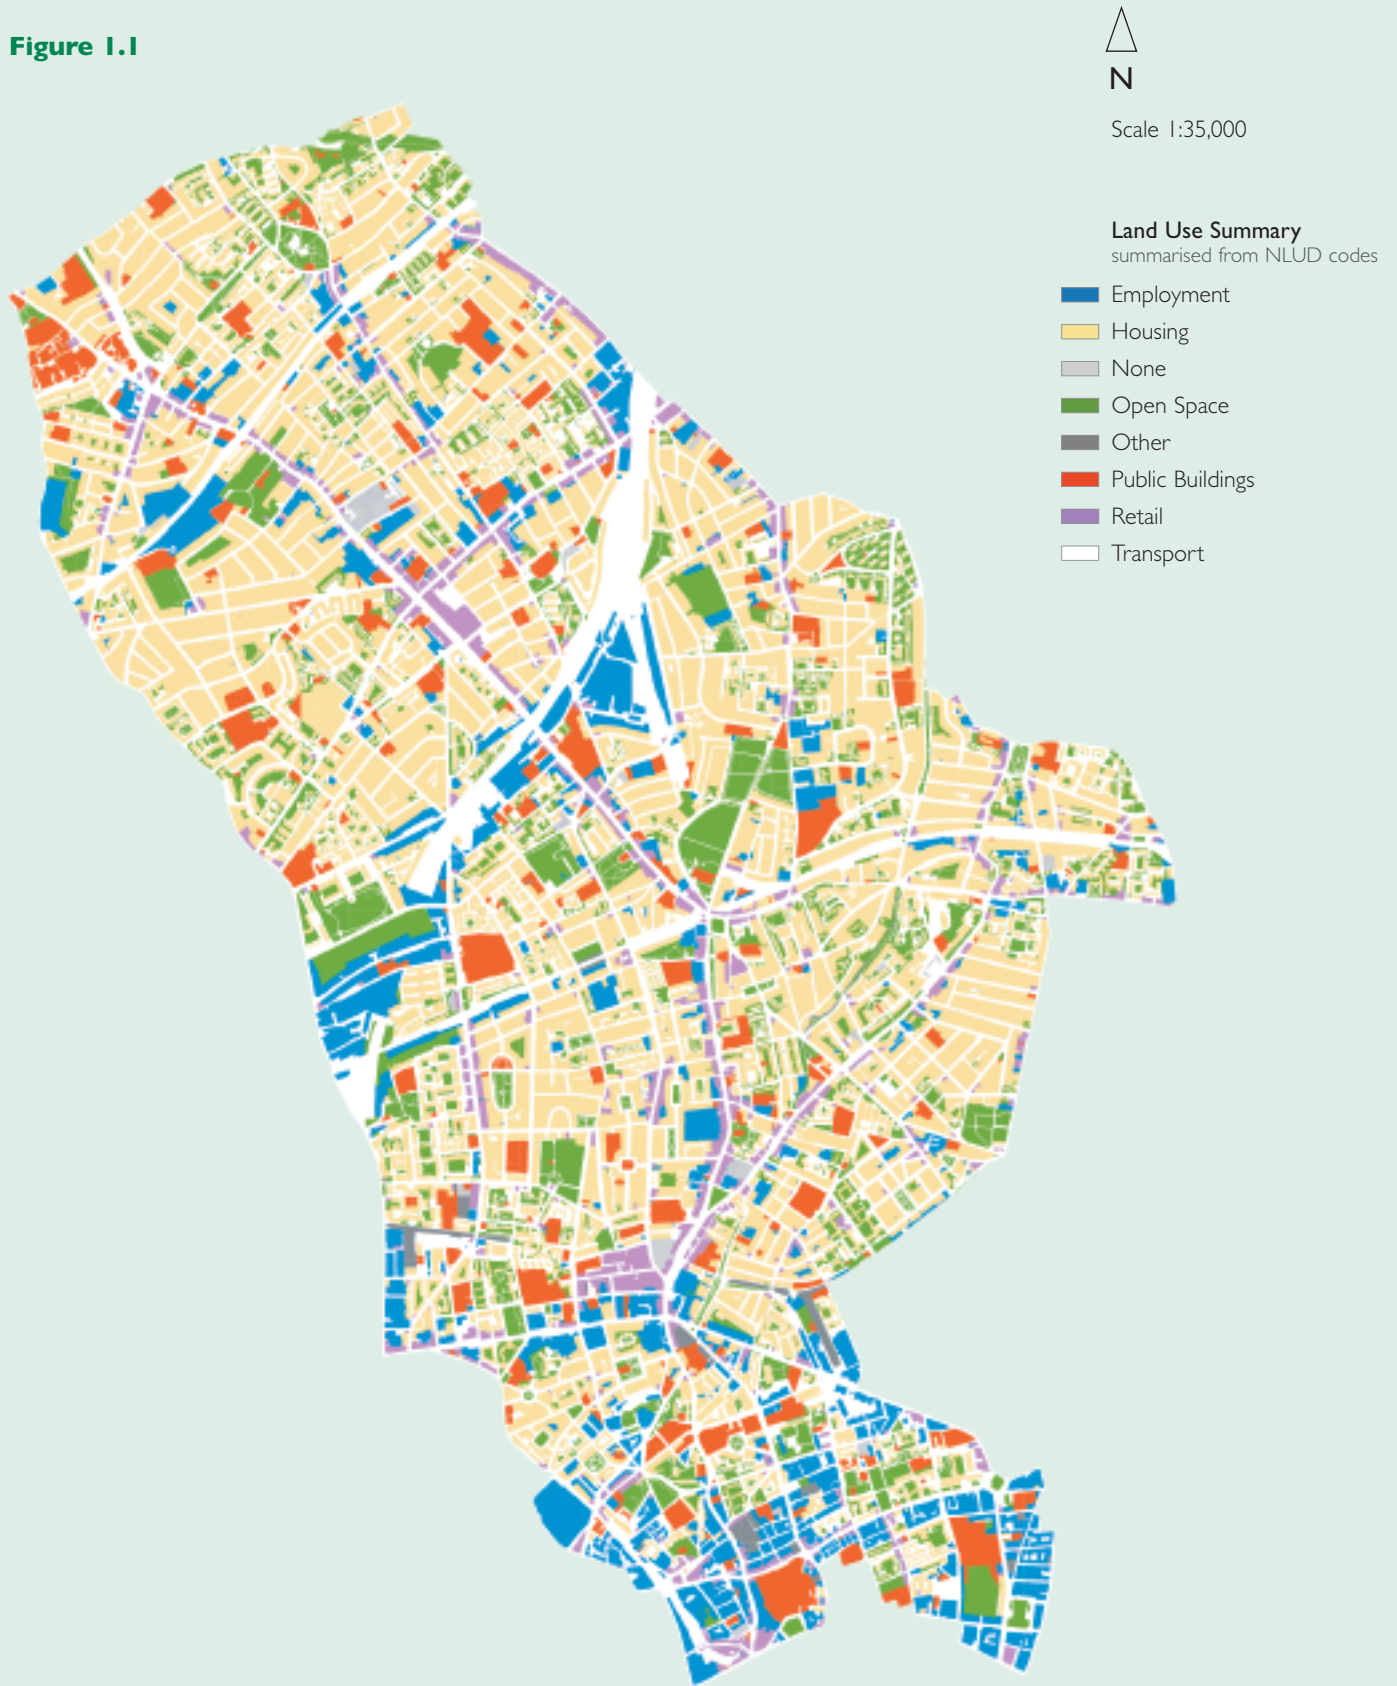 Figure 1.1
N
Scale 1:35,000
Land Use Summary
summarised from NLUD codes
Employment
Housing
None
Open Space
Other
Public Buildings
Retail
Transport